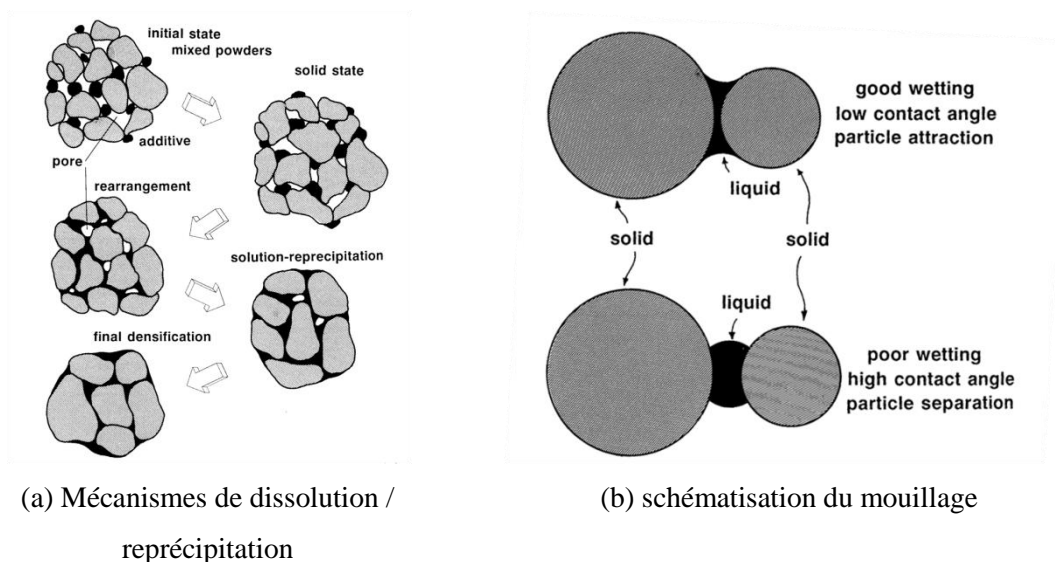 initial state
mixed powders
solid state
additive
pore
rearrangement
solution-reprecipitation
final densification
good wetting
low contact angle
particle attraction
liquid
solid
solid
liquid
poor wetting
high contact angle
particle separation
(a) Mécanismes de dissolution /
reprécipitation
(b) schématisation du mouillage